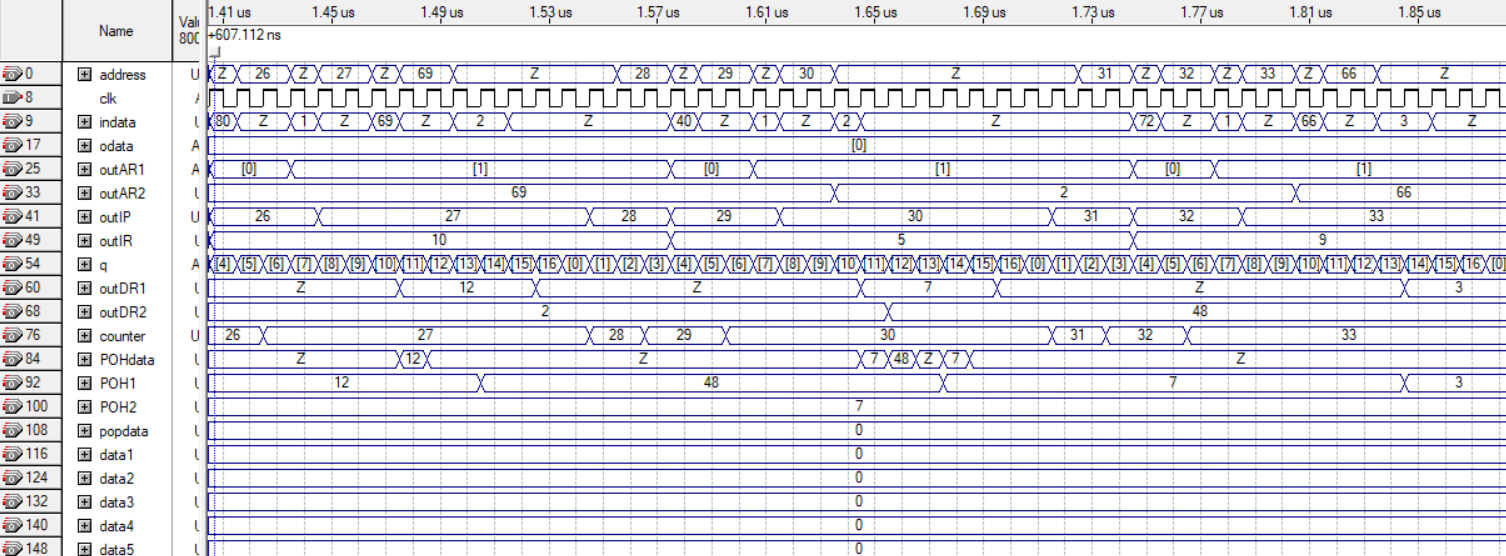 1.41 us 1.45 us 1.49 us 1.53 us 1.57 us 1.61 us 1.65 us 1.69 us 1.73 us 1.77 us 1.81 us 1.85 us
Name
Valu
800
+607.112 ns
0 address U Z 26 Z 27 Z 69 Z 28 Z 29 Z 30 Z 31 Z 32 Z 33 Z 66 Z
8 clk
9 indata 80 Z 1 Z 69 Z 2 Z 40 Z 1 Z 2 Z 72 Z 1 Z 66 Z 3 Z
17 odata A [0]
25 outAR1 A [0] [1] [0] [1] [0] [1]
33 outAR2 69 2 66
41 outIP U 26 27 28 29 30 31 32 33
49 outIR 10 5 9
54 q A [4] [5] [6] [7] [8] [9] [10] [11] [12] [13] [14] [15] [16] [0] [1] [2] [3] [4] [5] [6] [7] [8] [9] [10] [11] [12] [13] [14] [15] [16] [0] [1] [2] [3] [4] [5] [6] [7] [8] [9] [10] [11] [12] [13] [14] [15] [16] [0]
60 outDR1 Z 12 Z 7 Z 3
68 outDR2 2 48
76 counter U 26 27 28 29 30 31 32 33
84 POHdata Z 12 Z 7 48 Z 7 Z
92 POH1 12 48 7 3
100 POH2 7
108 popdata 0
116 data1 0
124 data2 0
132 data3 0
140 data4 0
148 data5 0